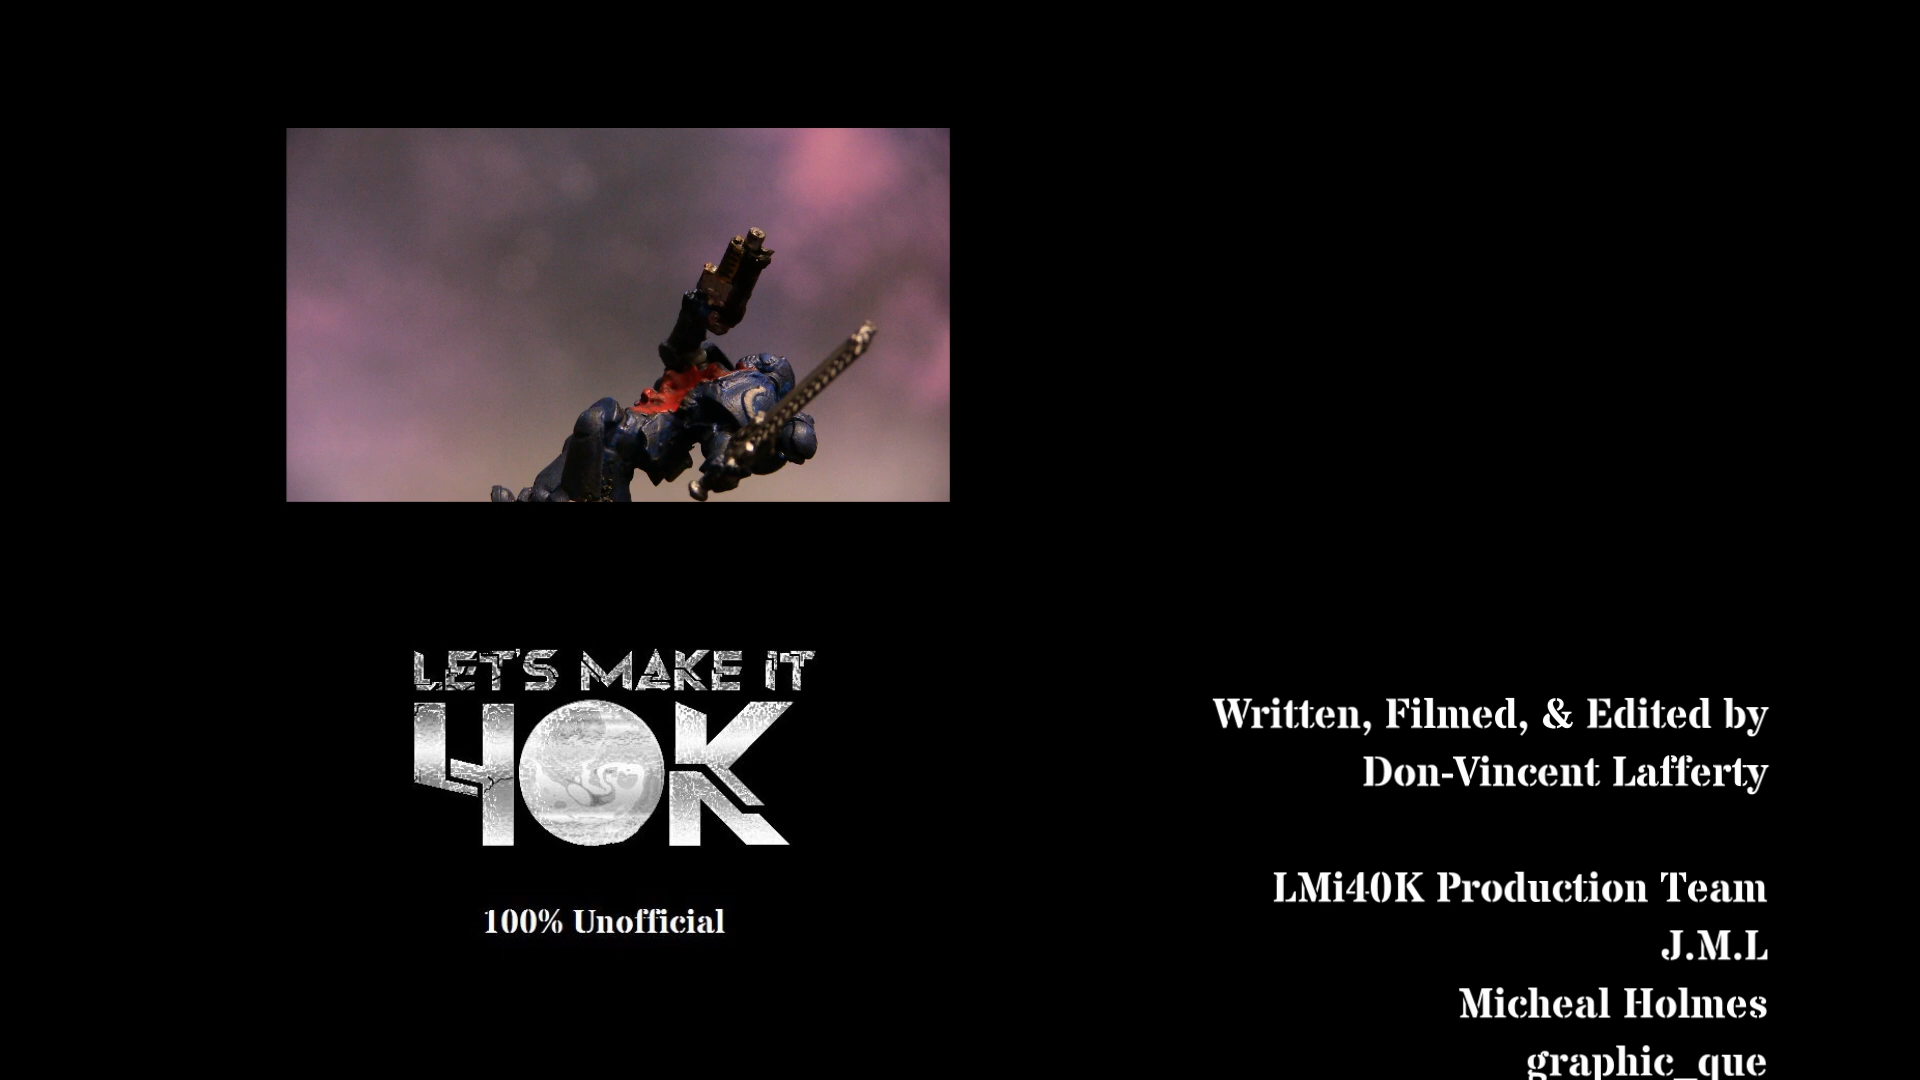 LET'S MAKE IT
40K
100% Unofficial
Written, Filmed, & Edited by
Don-Vincent Lafferty
LMi40K Production Team
J.M.L
Micheal Holmes
graphic_que